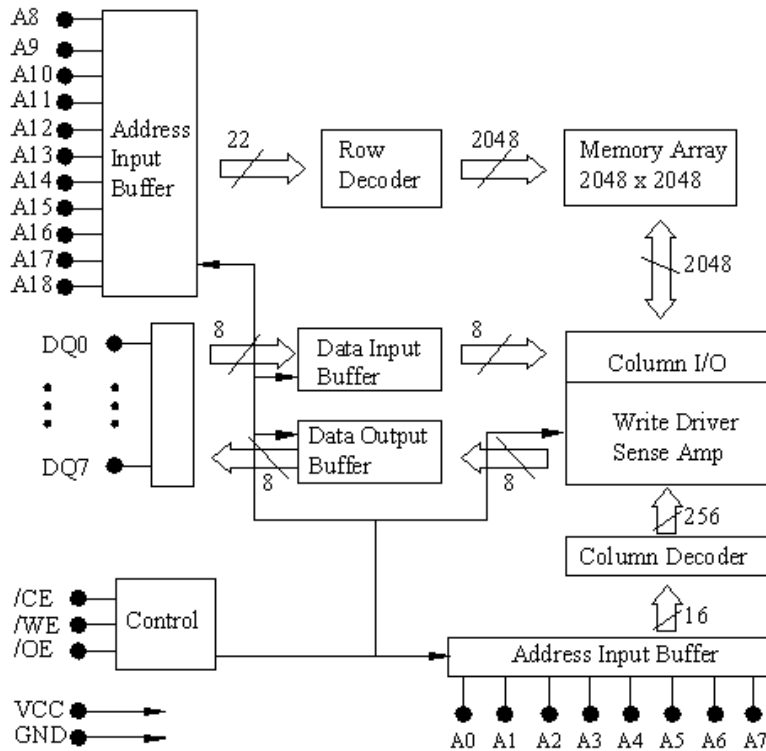 A8
A9
A10
A11
A12
A13
A14
A15
A16
A17
A18
Address
Input
Buffer
22
Row
Decoder
2048
Memory Array
2048 x 2048
2048
DQ0
DQ7
8
Data Input
Buffer
8
Column I/O
Write Driver
Sense Amp
Data Output
Buffer
8
8
256
Column Decoder
16
Address Input Buffer
/CE
/WE
/OE
Control
VCC
GND
A0 A1 A2 A3 A4 A5 A6 A7